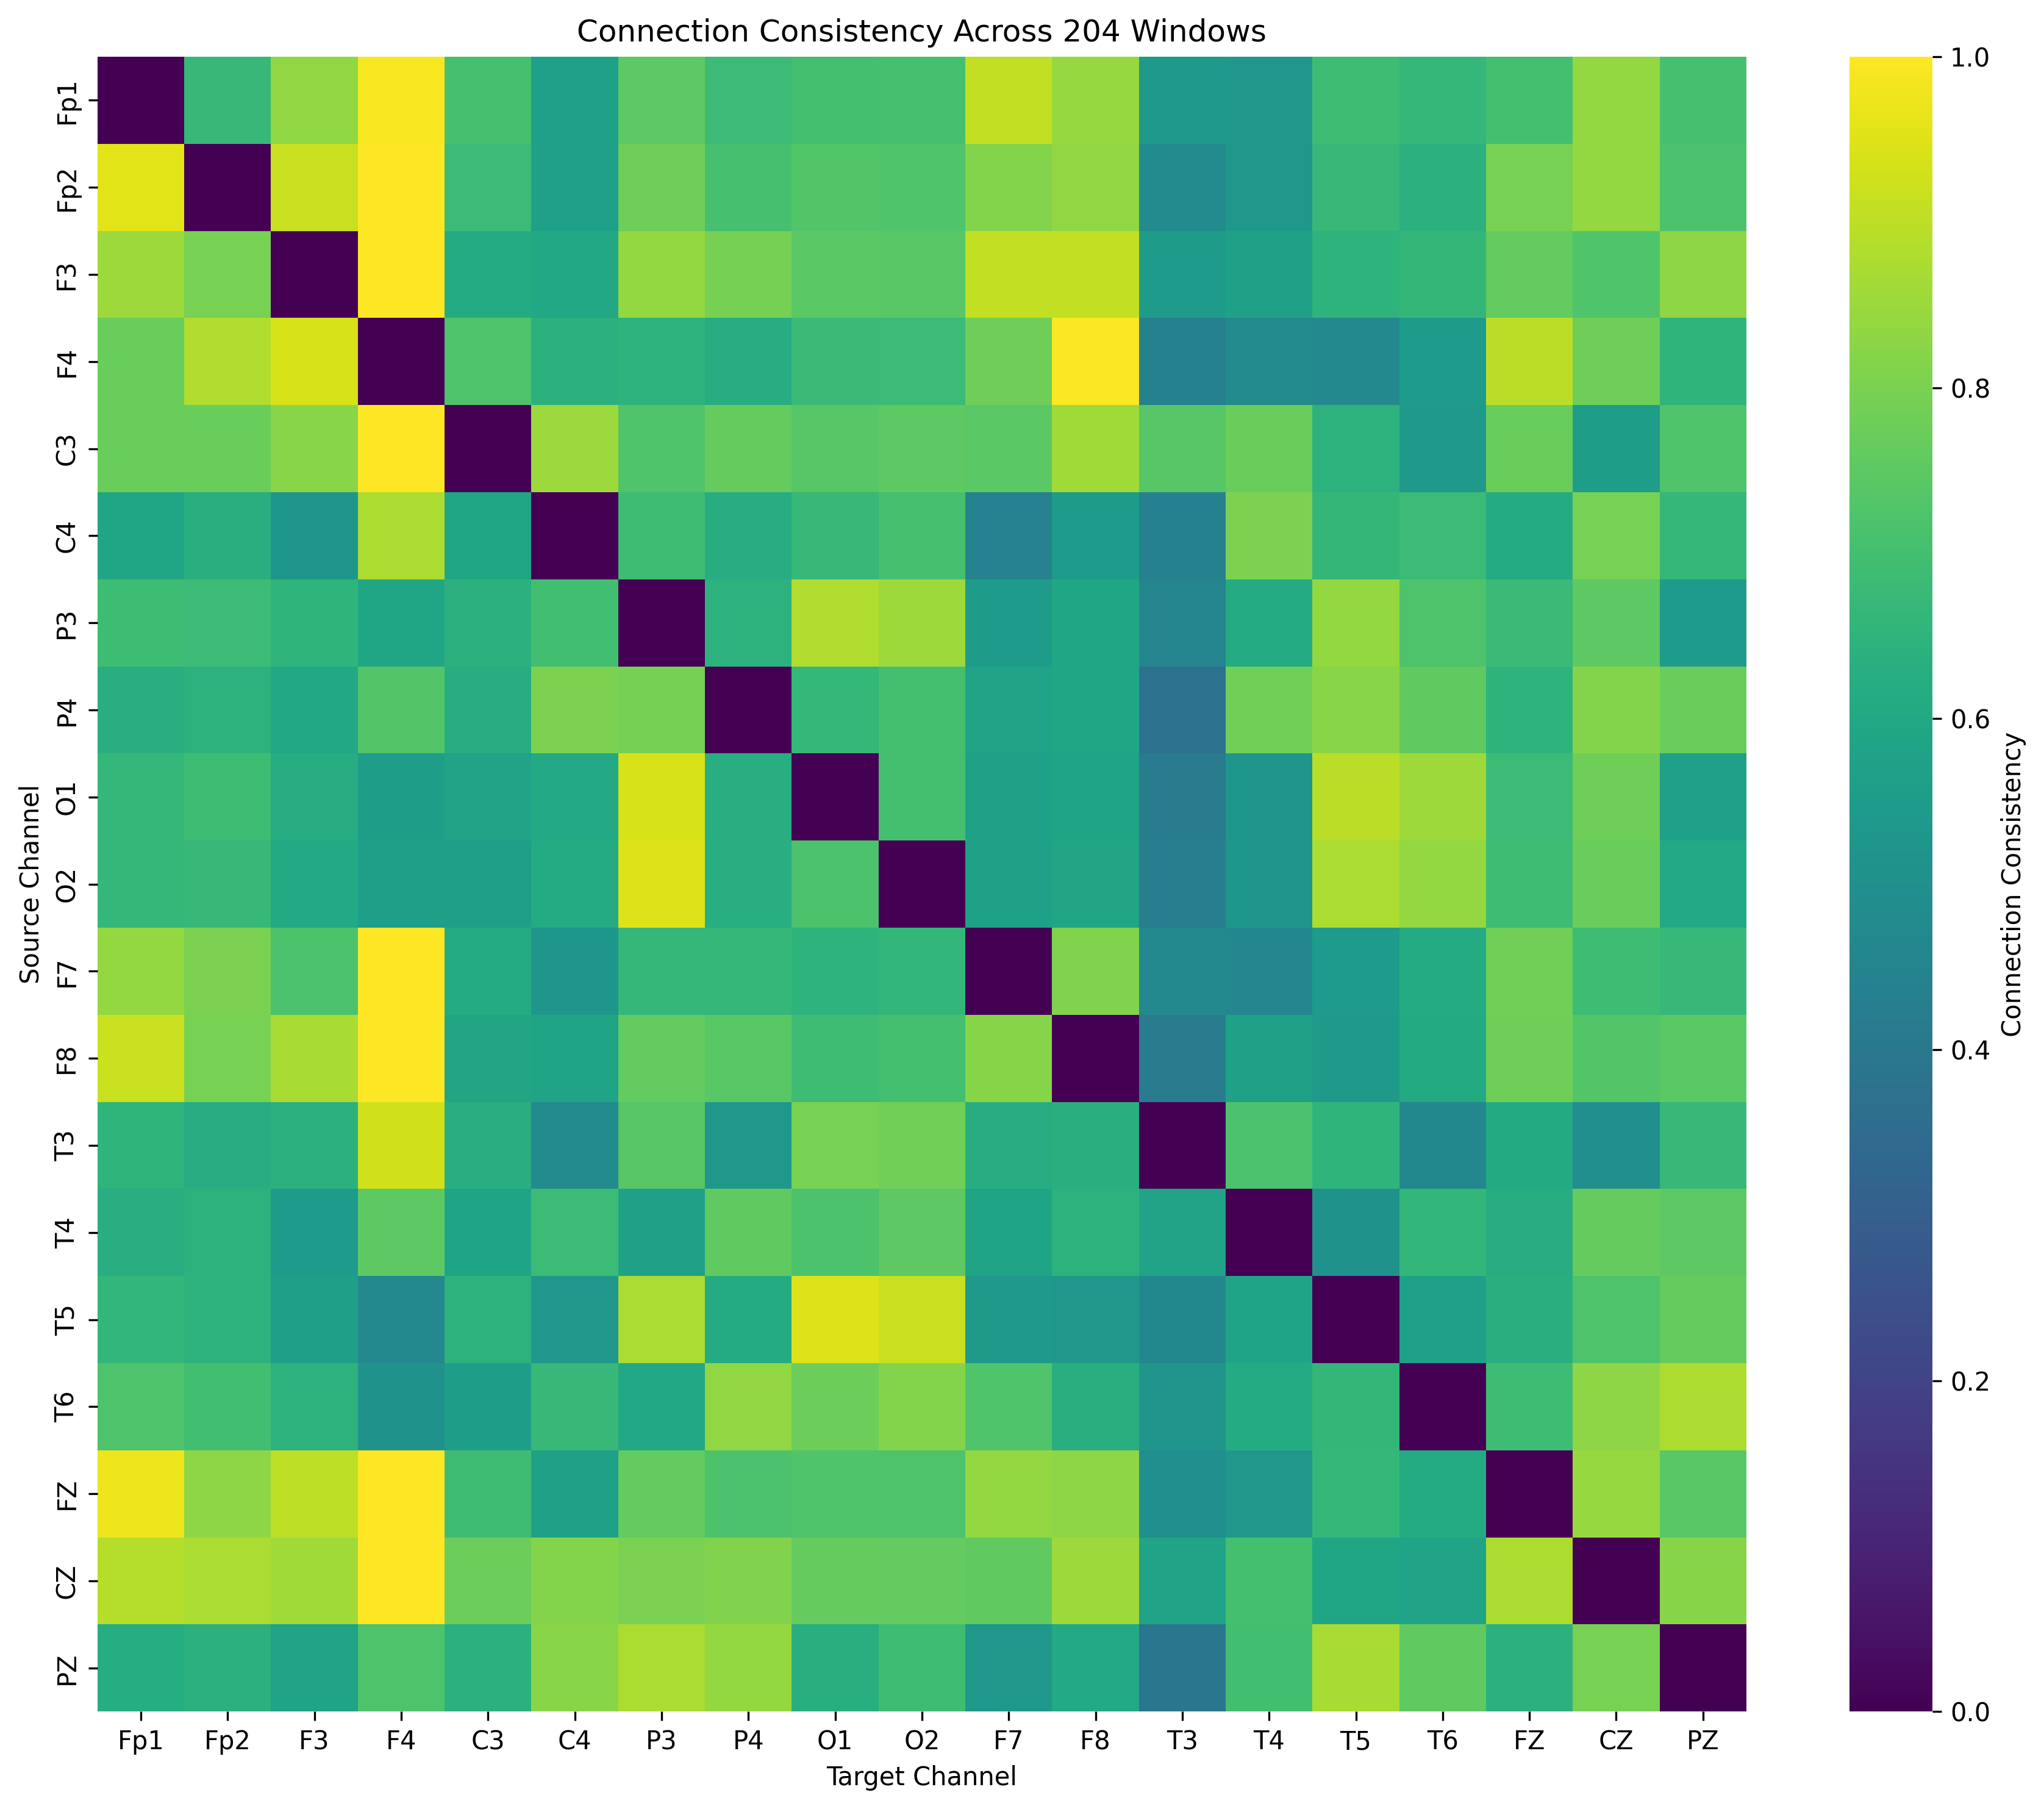 Connection Consistency Across 204 Windows
Source Channel
Fp1
Fp2
F3
F4
C3
C4
P3
P4
O1
O2
F7
F8
T3
T4
T5
T6
FZ
CZ
PZ
Fp1 Fp2 F3 F4 C3 C4 P3 P4 O1 O2 F7 F8 T3 T4 T5 T6 FZ CZ PZ
Target Channel
1.0
0.8
0.6
0.4
0.2
0.0
Connection Consistency